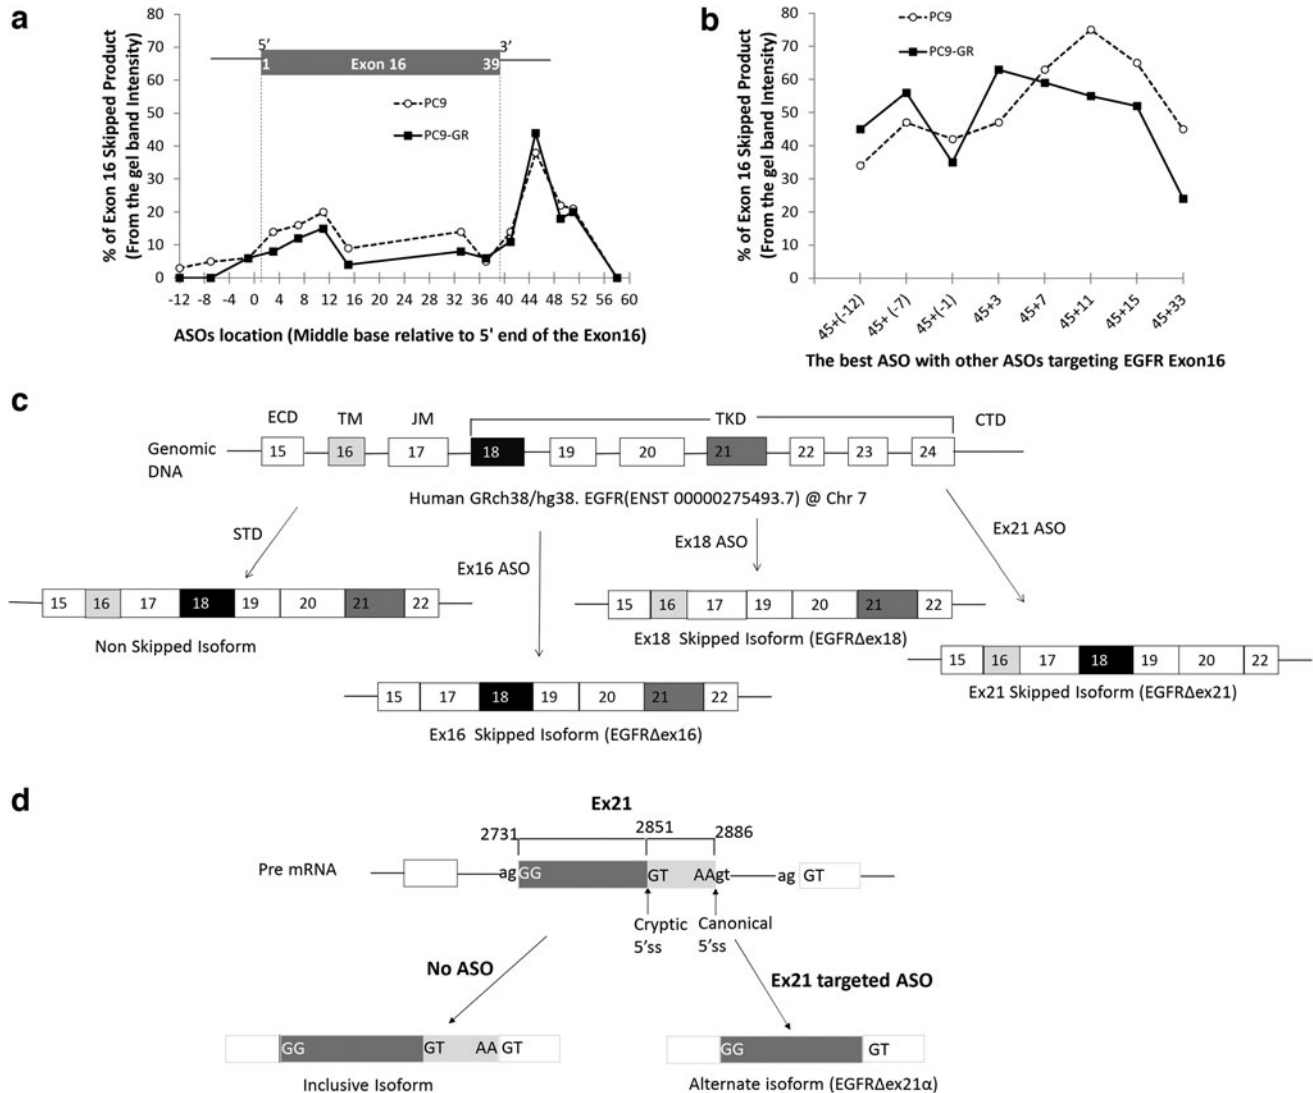 a
% of Exon 16 Skipped Product
(From the gel band Intensity)
80
70
60
50
40
30
20
10
0
5’
3’
1 Exon 16 39
PC9
PC9-GR
-12 -8 -4 0 4 8 12 16 20 24 28 32 36 40 44 48 52 56 60
ASOs location (Middle base relative to 5' end of the Exon16)
b
% of Exon 16 Skipped Product
(From the gel band Intensity)
80
70
60
50
40
30
20
10
0
PC9
PC9-GR
45+(-12) 45+ (-7) 45+(-1) 45+3 45+7 45+11 45+15 45+33
The best ASO with other ASOs targeting EGFR Exon16
c
ECD TM JM TKD CTD
Genomic
DNA
15 16 17 18 19 20 21 22 23 24
Human GRch38/hg38. EGFR(ENST 00000275493.7) @ Chr 7
STD
Ex16 ASO
Ex18 ASO
Ex21 ASO
15 16 17 18 19 20 21 22
Non Skipped Isoform
15 17 18 19 20 21 22
Ex16 Skipped Isoform (EGFRΔex16)
15 16 17 19 20 21 22
Ex18 Skipped Isoform (EGFRΔex18)
15 16 17 18 19 20 22
Ex21 Skipped Isoform (EGFRΔex21)
d
Ex21
2731 2851 2886
Pre mRNA
ag GG GT AAgt ag GT
Cryptic
5’ss
Canonical
5’ss
No ASO
Ex21 targeted ASO
GG GT AA GT
Inclusive Isoform
GG GT
Alternate isoform (EGFRΔex21α)